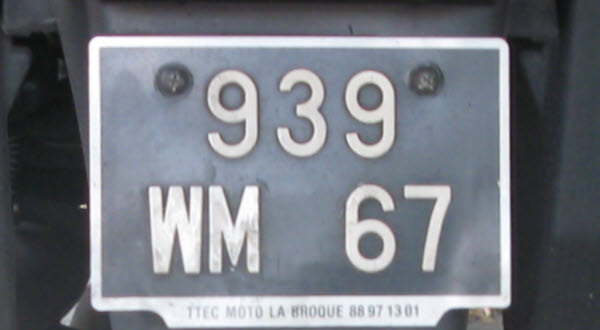 939
WM 67
TTEC MOTO LA BROQUE 88 97 13 01